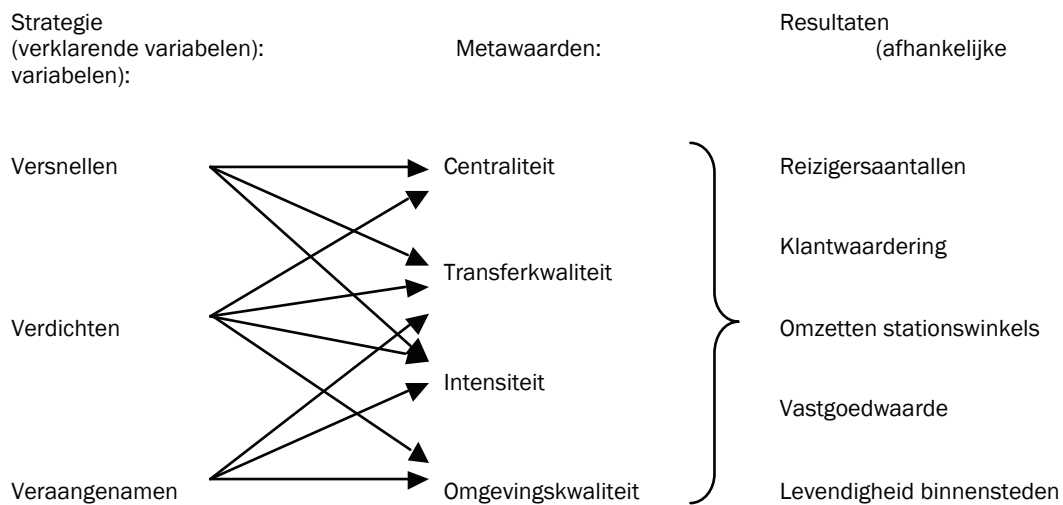 Strategie
(verklarende variabelen):
variabelen):
Metawaarden:
Resultaten
(afhankelijke
Versnellen
Centraliteit
Reizigersaantallen
Klantwaardering
Transferkwaliteit
Verdichten
Omzetten stationswinkels
Intensiteit
Vastgoedwaarde
Veraangenamen
Omgevingskwaliteit
Levendigheid binnensteden